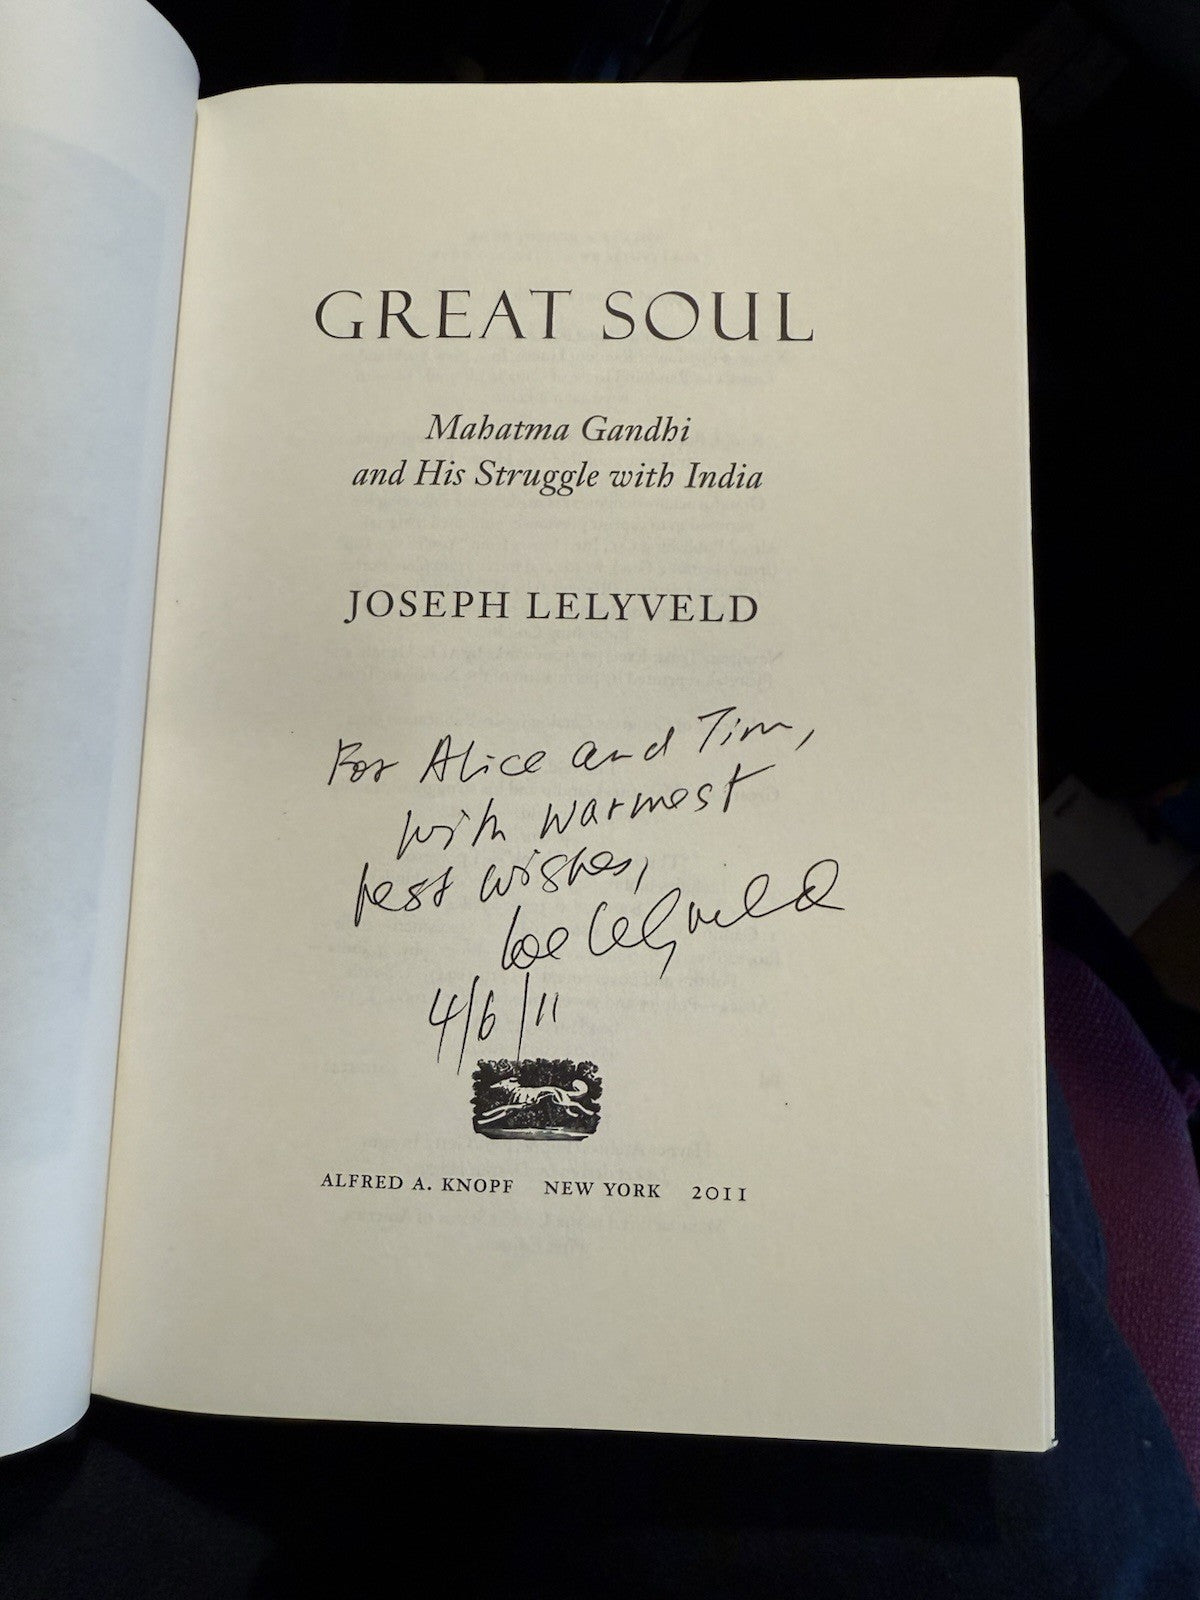 GREAT SOUL
Mahatma Gandhi
and His Struggle with India
JOSEPH LELYVELD
For Alice and Tim,
with warmest
best wishes,
Joe Lelyveld
4/6/11
ALFRED A. KNOPF NEW YORK 2011